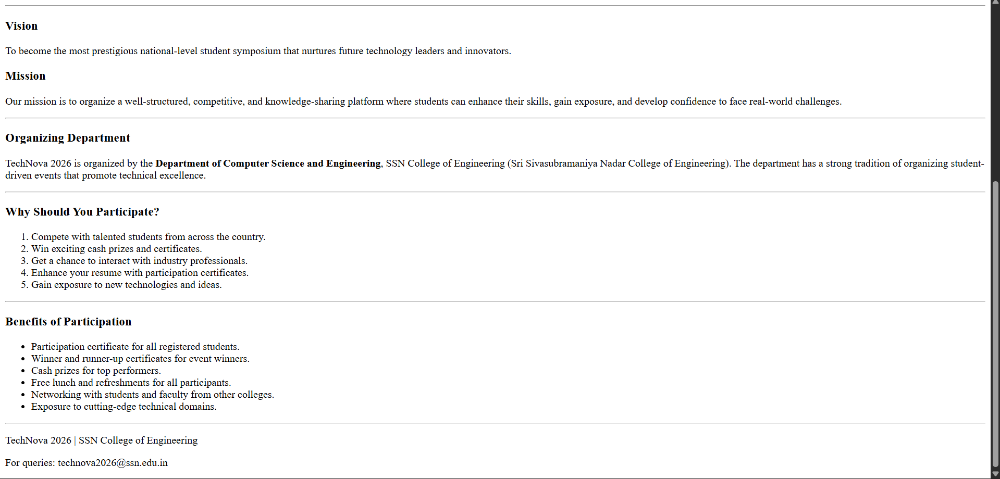 Vision
To become the most prestigious national-level student symposium that nurtures future technology leaders and innovators.
Mission
Our mission is to organize a well-structured, competitive, and knowledge-sharing platform where students can enhance their skills, gain exposure, and develop confidence to face real-world challenges.
Organizing Department
TechNova 2026 is organized by the Department of Computer Science and Engineering, SSN College of Engineering (Sri Sivasubramaniya Nadar College of Engineering). The department has a strong tradition of organizing student-
driven events that promote technical excellence.
Why Should You Participate?
1. Compete with talented students from across the country.
2. Win exciting cash prizes and certificates.
3. Get a chance to interact with industry professionals.
4. Enhance your resume with participation certificates.
5. Gain exposure to new technologies and ideas.
Benefits of Participation
• Participation certificate for all registered students.
• Winner and runner-up certificates for event winners.
• Cash prizes for top performers.
• Free lunch and refreshments for all participants.
• Networking with students and faculty from other colleges.
• Exposure to cutting-edge technical domains.
TechNova 2026 | SSN College of Engineering
For queries: technova2026@ssn.edu.in